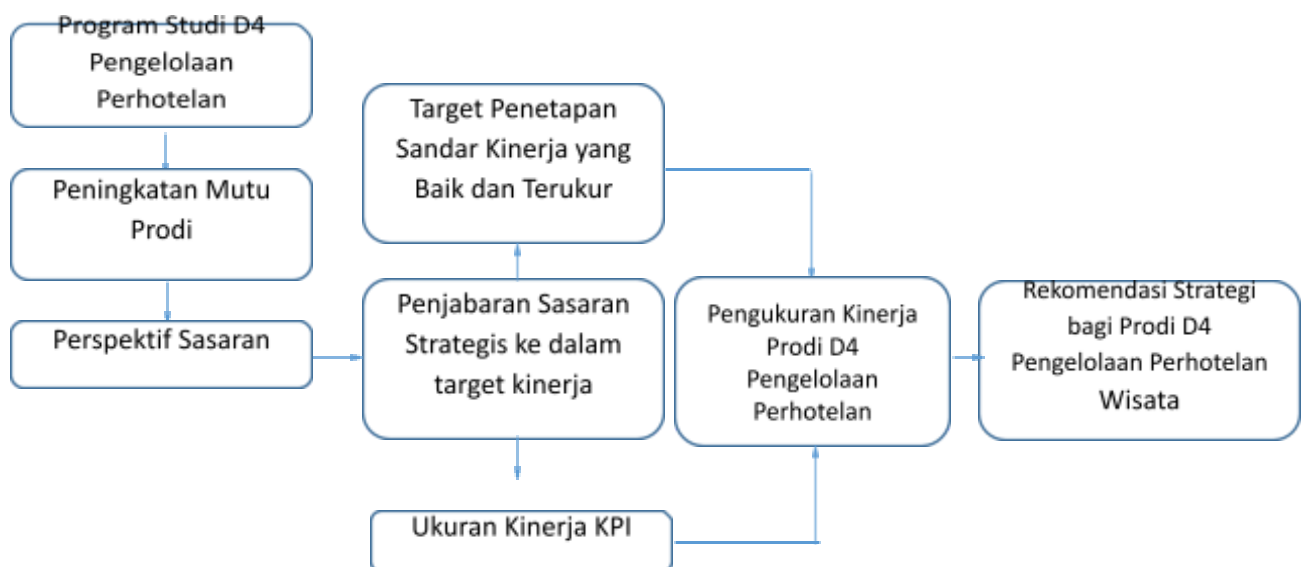 Program Studi D4
Pengelolaan
Perhotelan
Peningkatan Mutu
Prodi
Perspektif Sasaran
Target Penetapan
Sandar Kinerja yang
Baik dan Terukur
Penjabaran Sasaran
Strategis ke dalam
target kinerja
Ukuran Kinerja KPI
Pengukuran Kinerja
Prodi D4
Pengelolaan
Perhotelan
Rekomendasi Strategi
bagi Prodi D4
Pengelolaan Perhotelan
Wisata